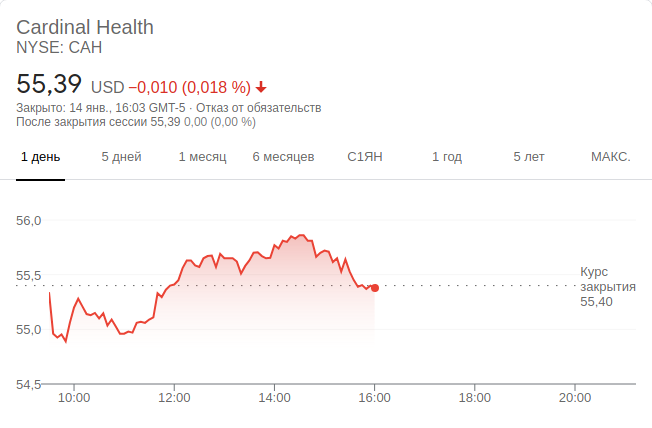 Cardinal Health
NYSE: CAH
55,39 USD −0,010 (0,018 %)
Закрыто: 14 янв., 16:03 GMT-5 · Отказ от обязательств
После закрытия сессии 55,39 0,00 (0,00 %)
1 день 5 дней 1 месяц 6 месяцев С1ЯН 1 год 5 лет МАКС.
56,0
55,5
Курс
закрытия
55,40
55,0
54,5
10:00 12:00 14:00 16:00 18:00 20:00